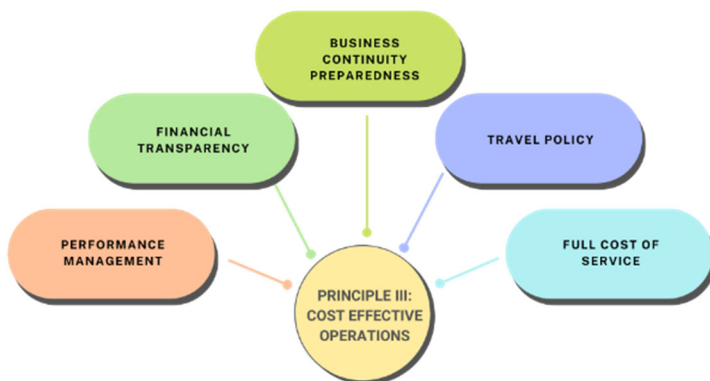 BUSINESS
CONTINUITY
PREPAREDNESS
FINANCIAL
TRANSPARENCY
TRAVEL POLICY
PERFORMANCE
MANAGEMENT
FULL COST OF
SERVICE
PRINCIPLE III:
COST EFFECTIVE
OPERATIONS